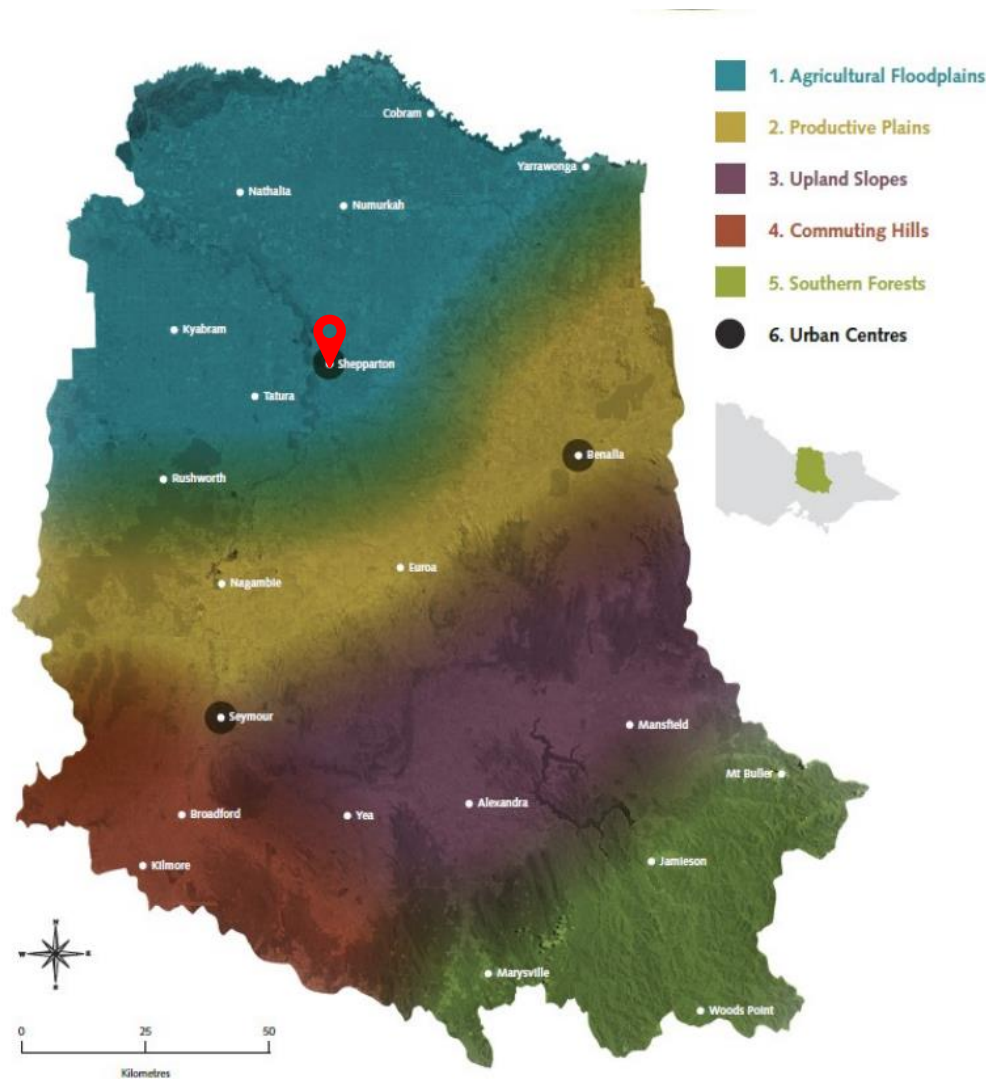 1. Agricultural Floodplains
2. Productive Plains
3. Upland Slopes
4. Commuting Hills
5. Southern Forests
6. Urban Centres
Cobram
Yarrawonga
Nathalia
Numurkah
Kyabram
Shepparton
Tatura
Benalla
Rushworth
Euroa
Nagambie
Seymour
Mansfield
Mt Buller
Alexandra
Broadford
Yea
Kilmore
Jamieson
Marysville
Woods Point
N
W E
S
0 25 50
Kilometres